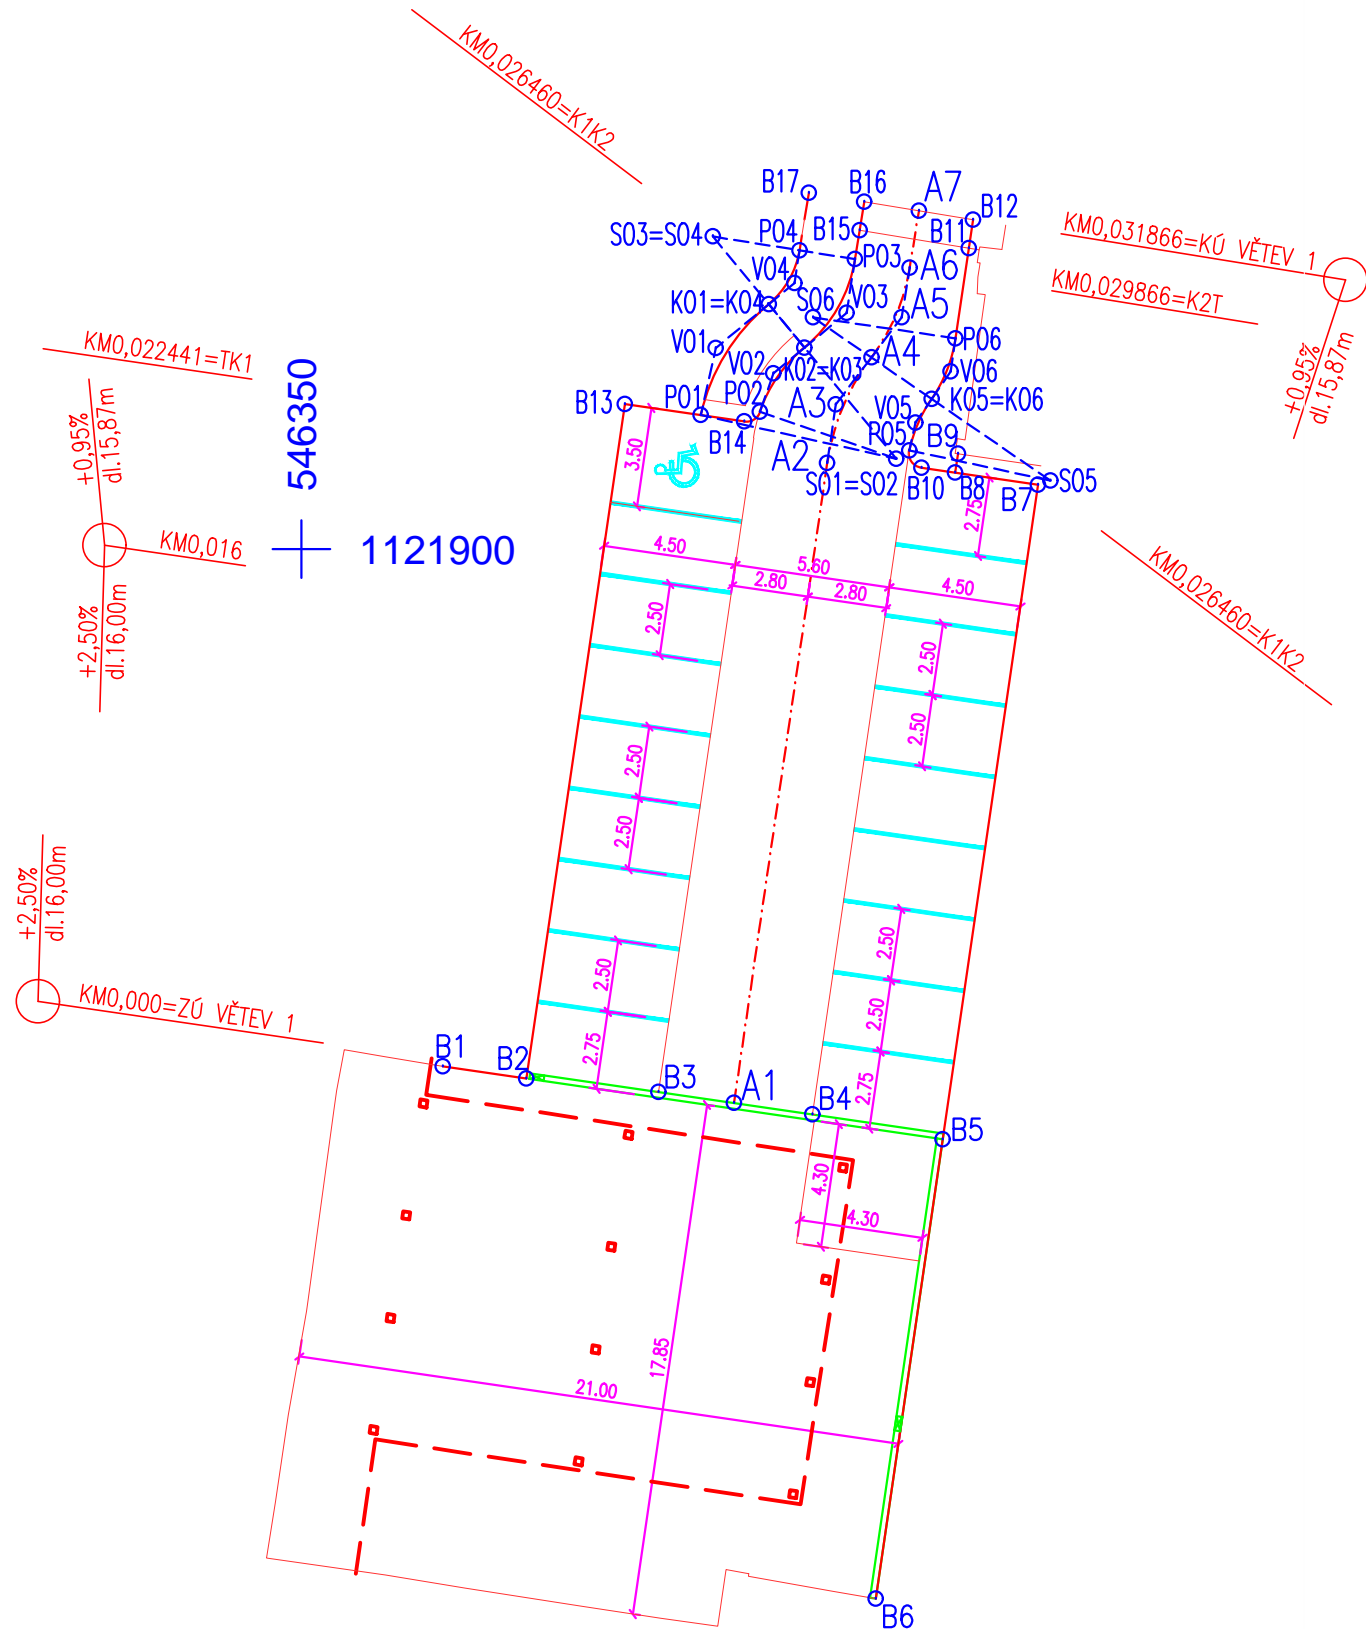 KM0,026460=K1K2
B17
B16
A7
B12
S03=S04
P04
B15
B11
KM0,031866=KÚ VĚTEV 1
P03
V04
A6
KM0,029866=K2T
K01=K04
S06
V03
A5
KM0,022441=TK1
V01
P06
+0,95%
dl.15,87m
V02
K02=K03
A4
V06
+0,95%
dl.15,87m
546350
B13
P01
P02
A3
K05=K06
B14
V05
P05
B9
3.50
A2
S01=S02
B10
B8
B7
S05
2.75
KM0,016
1121900
4.50
5.60
4.50
2.80
2.80
KM0,026460=K1K2
+2,50%
dl.16,00m
2.50
2.50
2.50
2.50
2.50
+2,50%
dl.16,00m
2.50
2.50
2.50
2.75
2.75
KM0,000=ZÚ VĚTEV 1
B1
B2
B3
A1
B4
B5
4.30
4.30
17.85
21.00
B6